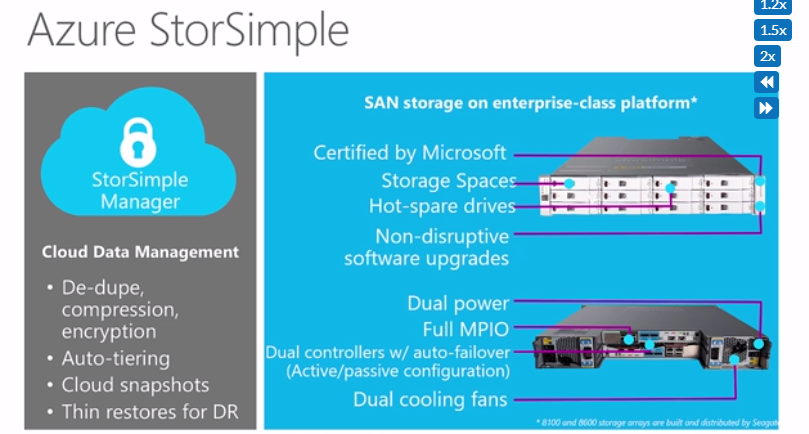 Azure StorSimple
1.2x
1.5x
2x
StorSimple
Manager
Cloud Data Management
• De-dupe,
compression,
encryption
• Auto-tiering
• Cloud snapshots
• Thin restores for DR
SAN storage on enterprise-class platform*
Certified by Microsoft
Storage Spaces
Hot-spare drives
Non-disruptive
software upgrades
Dual power
Full MPIO
Dual controllers w/ auto-failover
(Active/passive configuration)
Dual cooling fans
* 8100 and 8600 storage arrays are built and distributed by Seagate